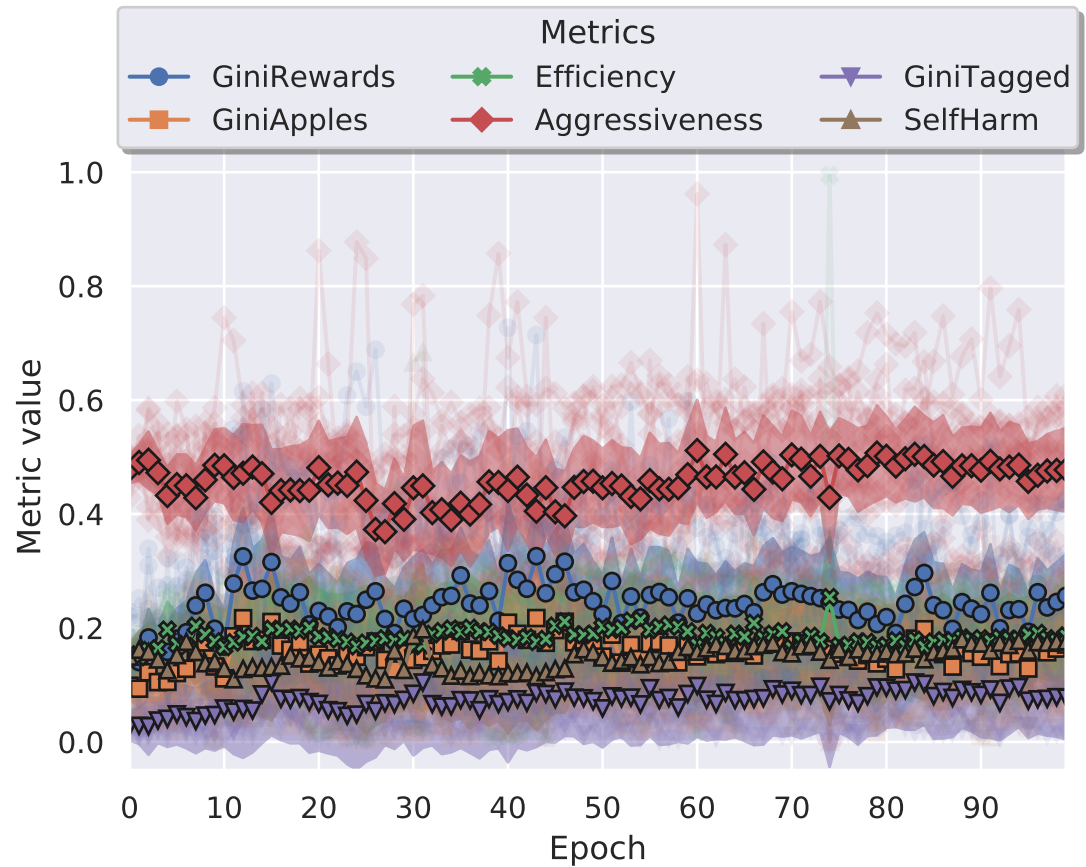 Metrics
GiniRewards Efficiency GiniTagged
GiniApples Aggressiveness SelfHarm
1.0
0.8
0.6
0.4
0.2
0.0
Metric value
0 10 20 30 40 50 60 70 80 90
Epoch